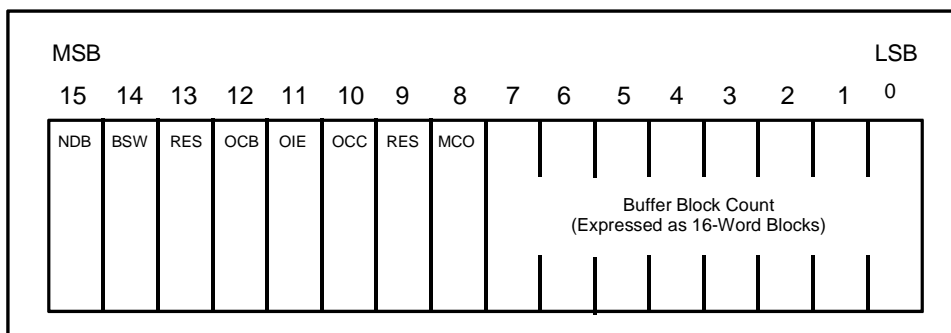 MSB LSB
15 14 13 12 11 10 9 8 7 6 5 4 3 2 1 0
NDB BSW RES OCB OIE OCC RES MCO
Buffer Block Count
(Expressed as 16-Word Blocks)